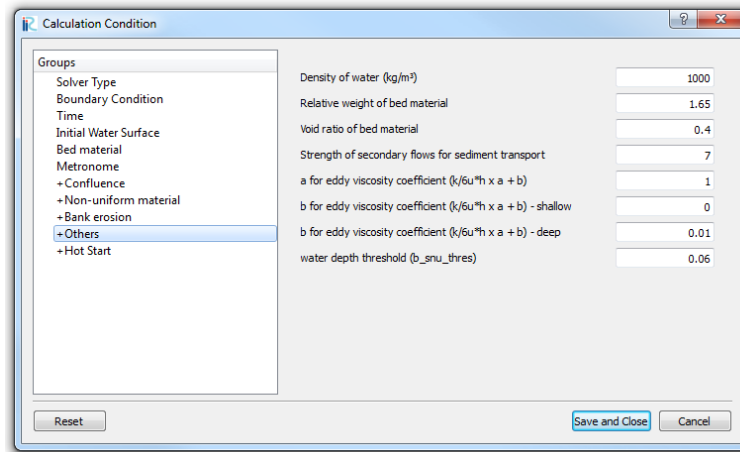 iRiC Calculation Condition
Groups
Solver Type
Boundary Condition
Time
Initial Water Surface
Bed material
Metronome
+Confluence
+Non-uniform material
+Bank erosion
+Others
+Hot Start
Density of water (kg/m³) 1000
Relative weight of bed material 1.65
Void ratio of bed material 0.4
Strength of secondary flows for sediment transport 7
a for eddy viscosity coefficient (k/6u*h x a + b) 1
b for eddy viscosity coefficient (k/6u*h x a + b) - shallow 0
b for eddy viscosity coefficient (k/6u*h x a + b) - deep 0.01
water depth threshold (b_snu_thres) 0.06
Reset Save and Close Cancel